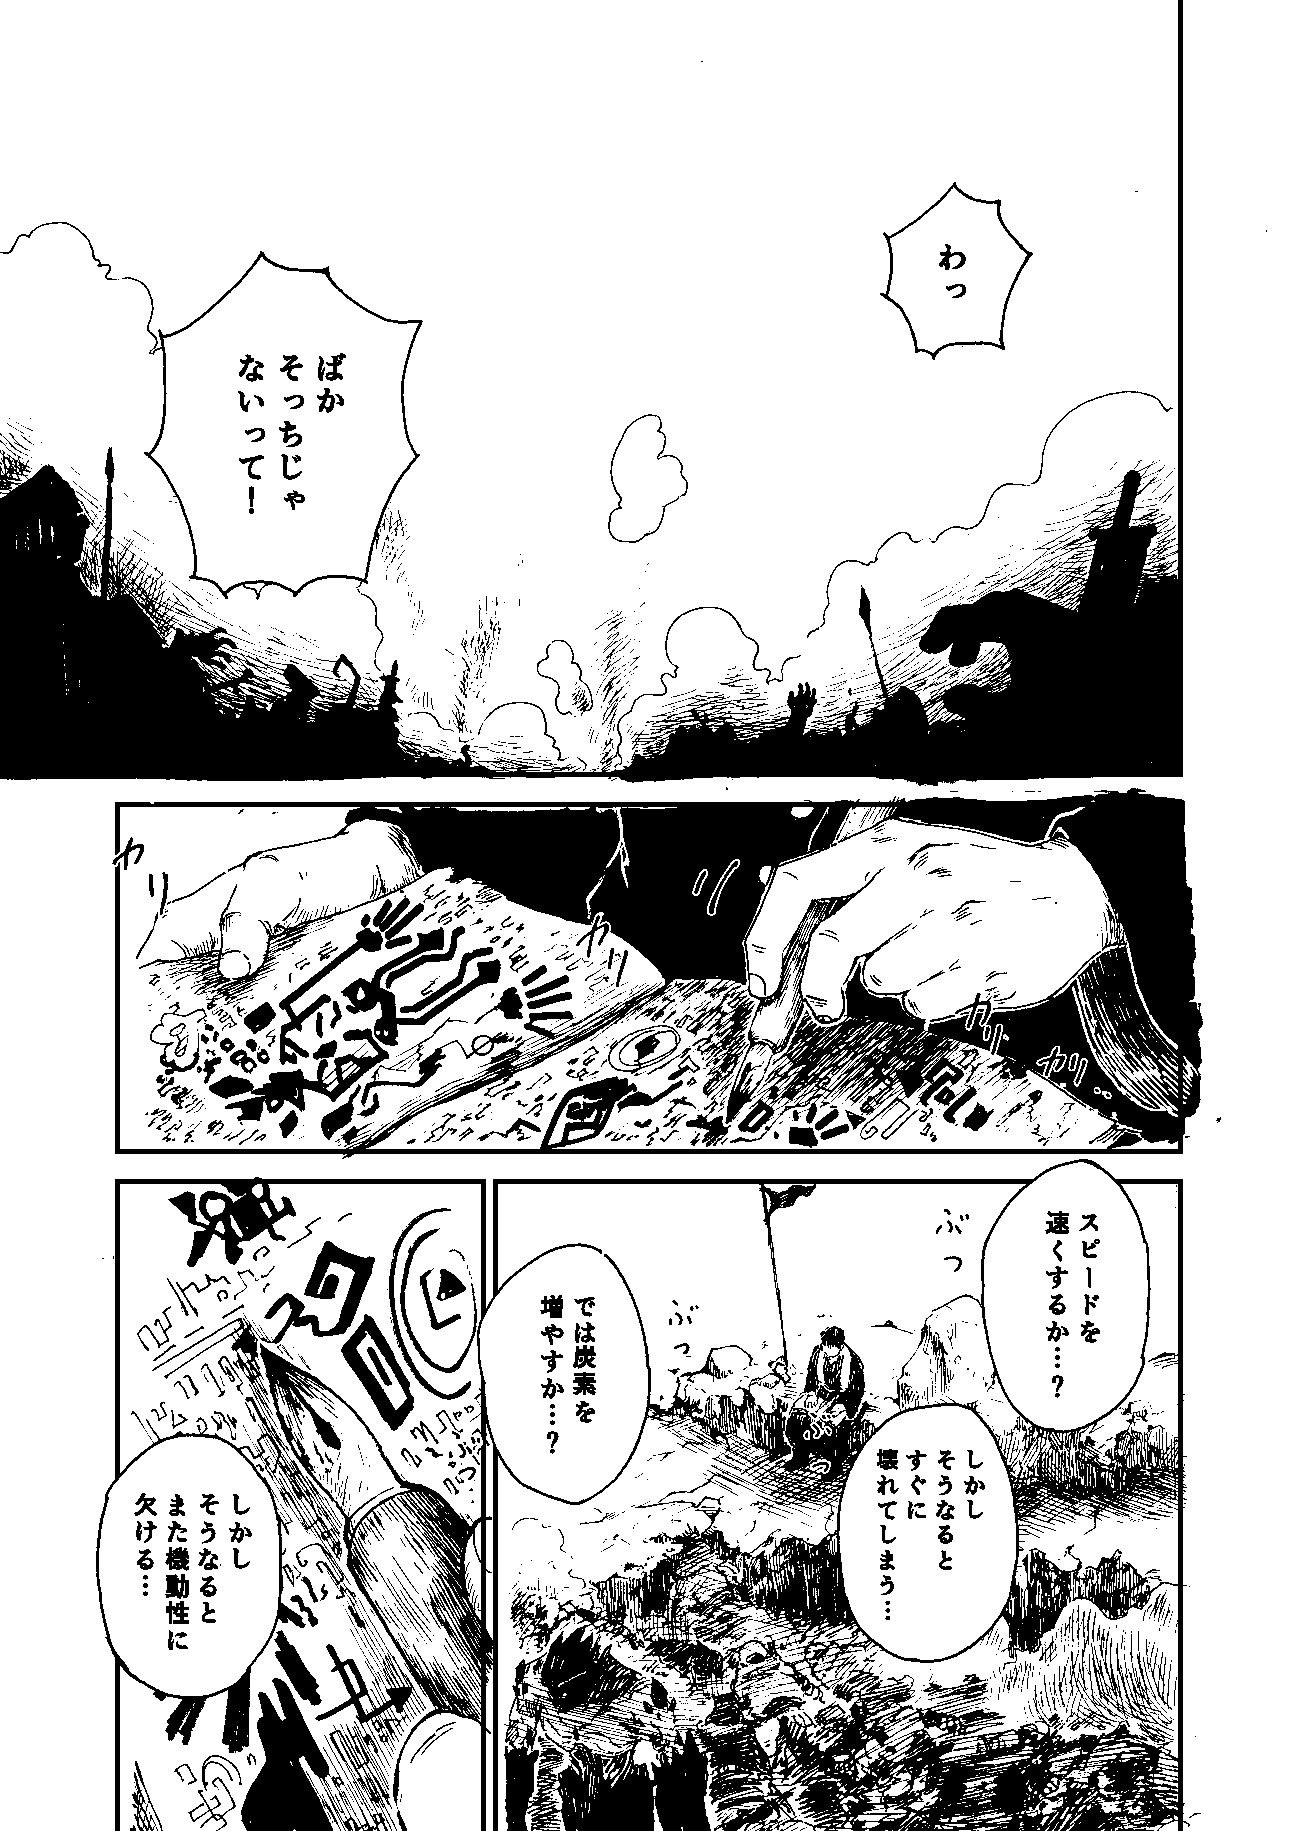 わっ
ばか
そっちじゃ
ないって！
カリ
カリ
カリ
カリ…
スピードを
速くするか…？
ぶつ
ぶつ
しかし
そうなると
すぐに
壊れてしまう…
では炭素を
増やすか…？
しかし
そうなると
また機動性に
欠ける…